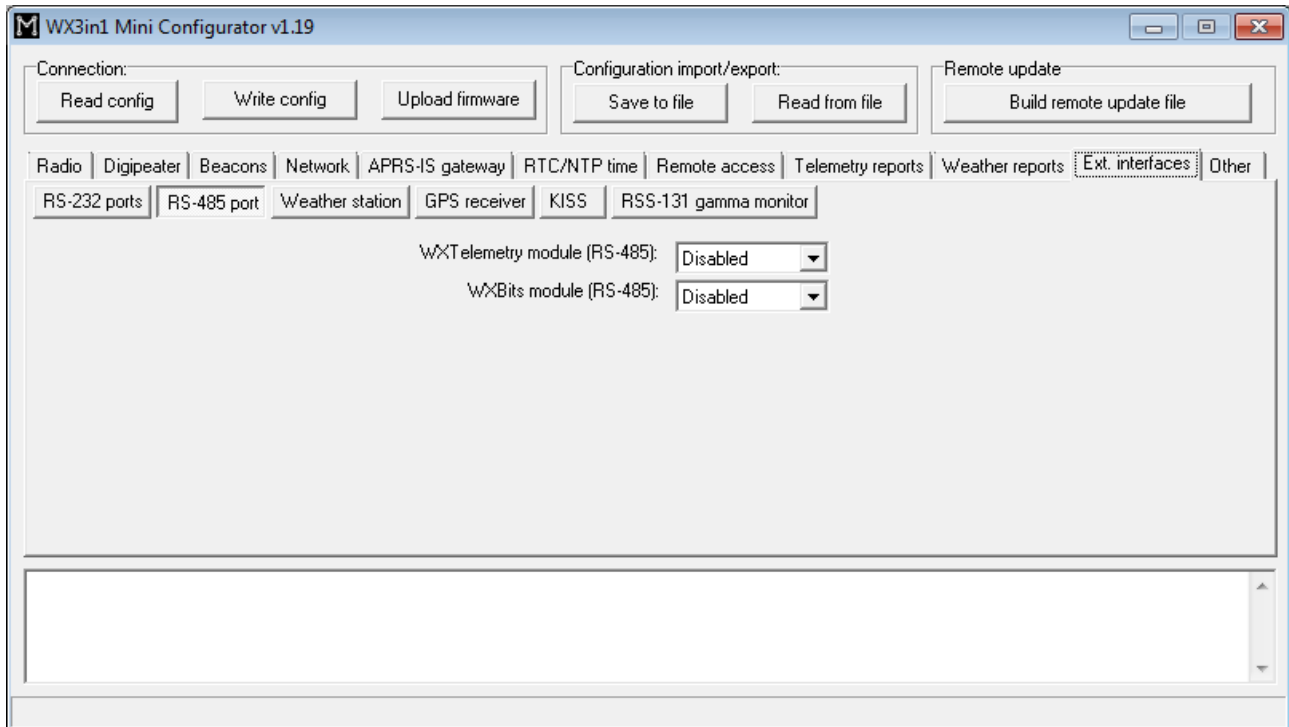 WX3in1 Mini Configurator v1.19
Connection: Configuration import/export: Remote update
Read config Write config Upload firmware Save to file Read from file Build remote update file
Radio Digipeater Beacons Network APRS-IS gateway RTC/NTP time Remote access Telemetry reports Weather reports Ext. interfaces Other
RS-232 ports RS-485 port Weather station GPS receiver KISS RSS-131 gamma monitor
WXTelemetry module (RS-485): Disabled
WXBits module (RS-485): Disabled